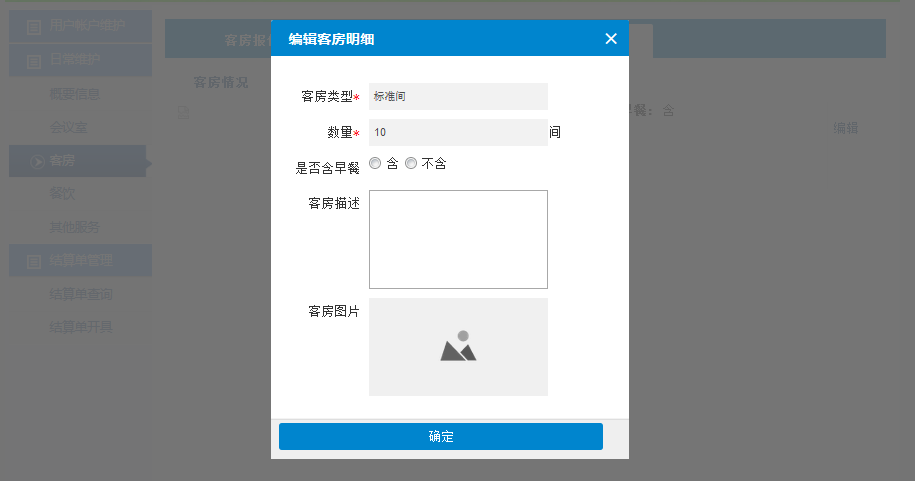 用户帐户维护
日常维护
概要信息
会议室
客房
餐饮
其他服务
结算单管理
结算单查询
结算单开具
客房报
客房情况
早餐：含
编辑
编辑客房明细
客房类型* 标准间
数量* 10 间
是否含早餐 含 不含
客房描述
客房图片
确定